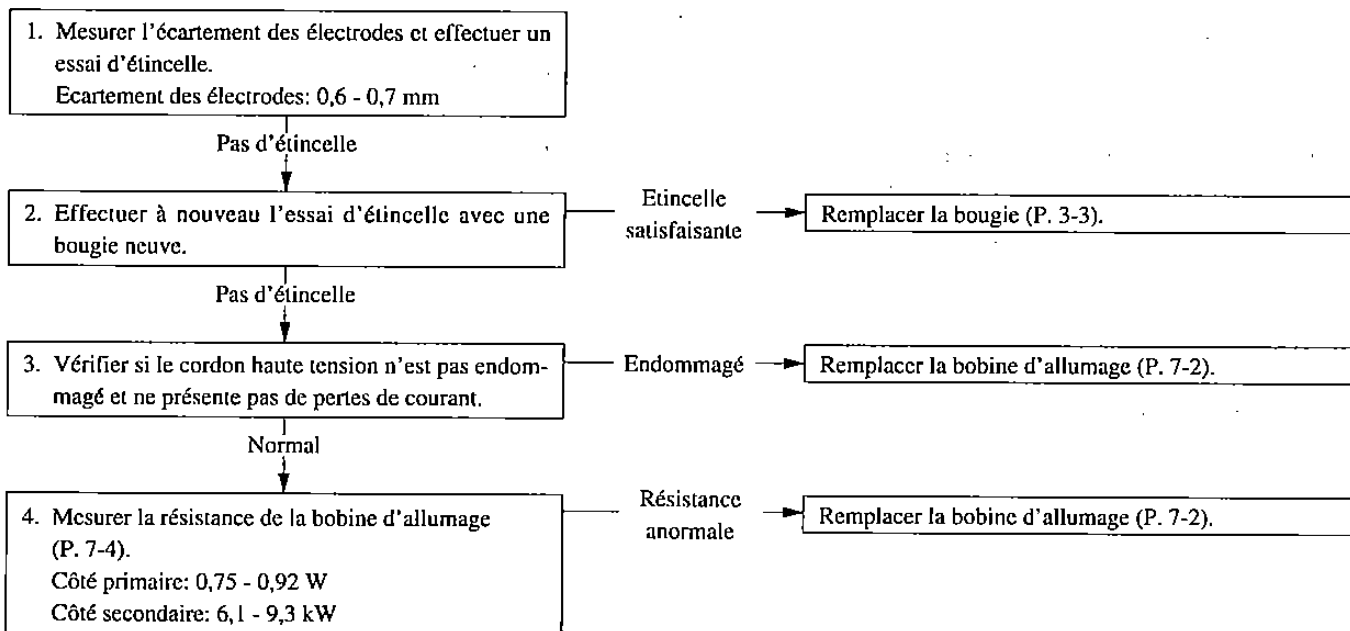 1. Mesurer l'écartement des électrodes et effectuer un
essai d'étincelle.
Ecartement des électrodes: 0,6 - 0,7 mm
Pas d'étincelle
2. Effectuer à nouveau l'essai d'étincelle avec une
bougie neuve.
Etincelle
satisfaisante
Remplacer la bougie (P. 3-3).
Pas d'étincelle
3. Vérifier si le cordon haute tension n'est pas endom-
magé et ne présente pas de pertes de courant.
Endommagé
Remplacer la bobine d'allumage (P. 7-2).
Normal
4. Mesurer la résistance de la bobine d'allumage
(P. 7-4).
Côté primaire: 0,75 - 0,92 W
Côté secondaire: 6,1 - 9,3 kW
Résistance
anormale
Remplacer la bobine d'allumage (P. 7-2).